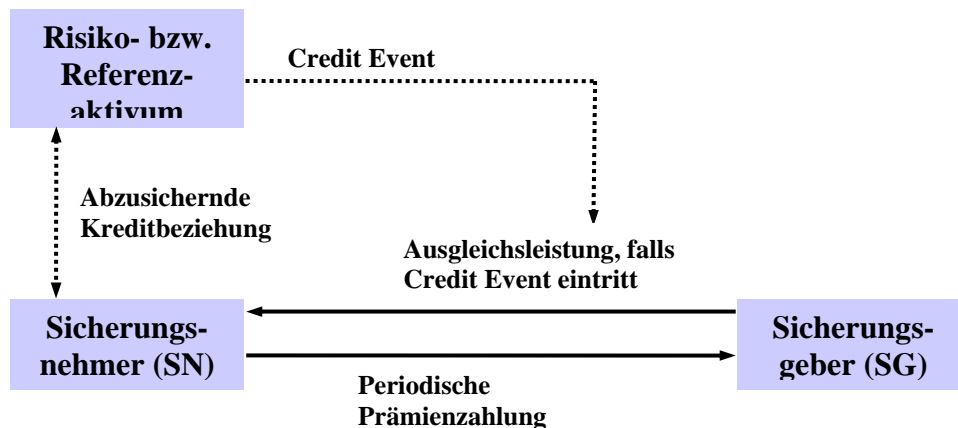 Risiko- bzw.
Referenz-
aktivum
Credit Event
Abzusichernde
Kreditbeziehung
Ausgleichsleistung, falls
Credit Event eintritt
Sicherungs-
nehmer (SN)
Sicherungs-
geber (SG)
Periodische
Prämienzahlung